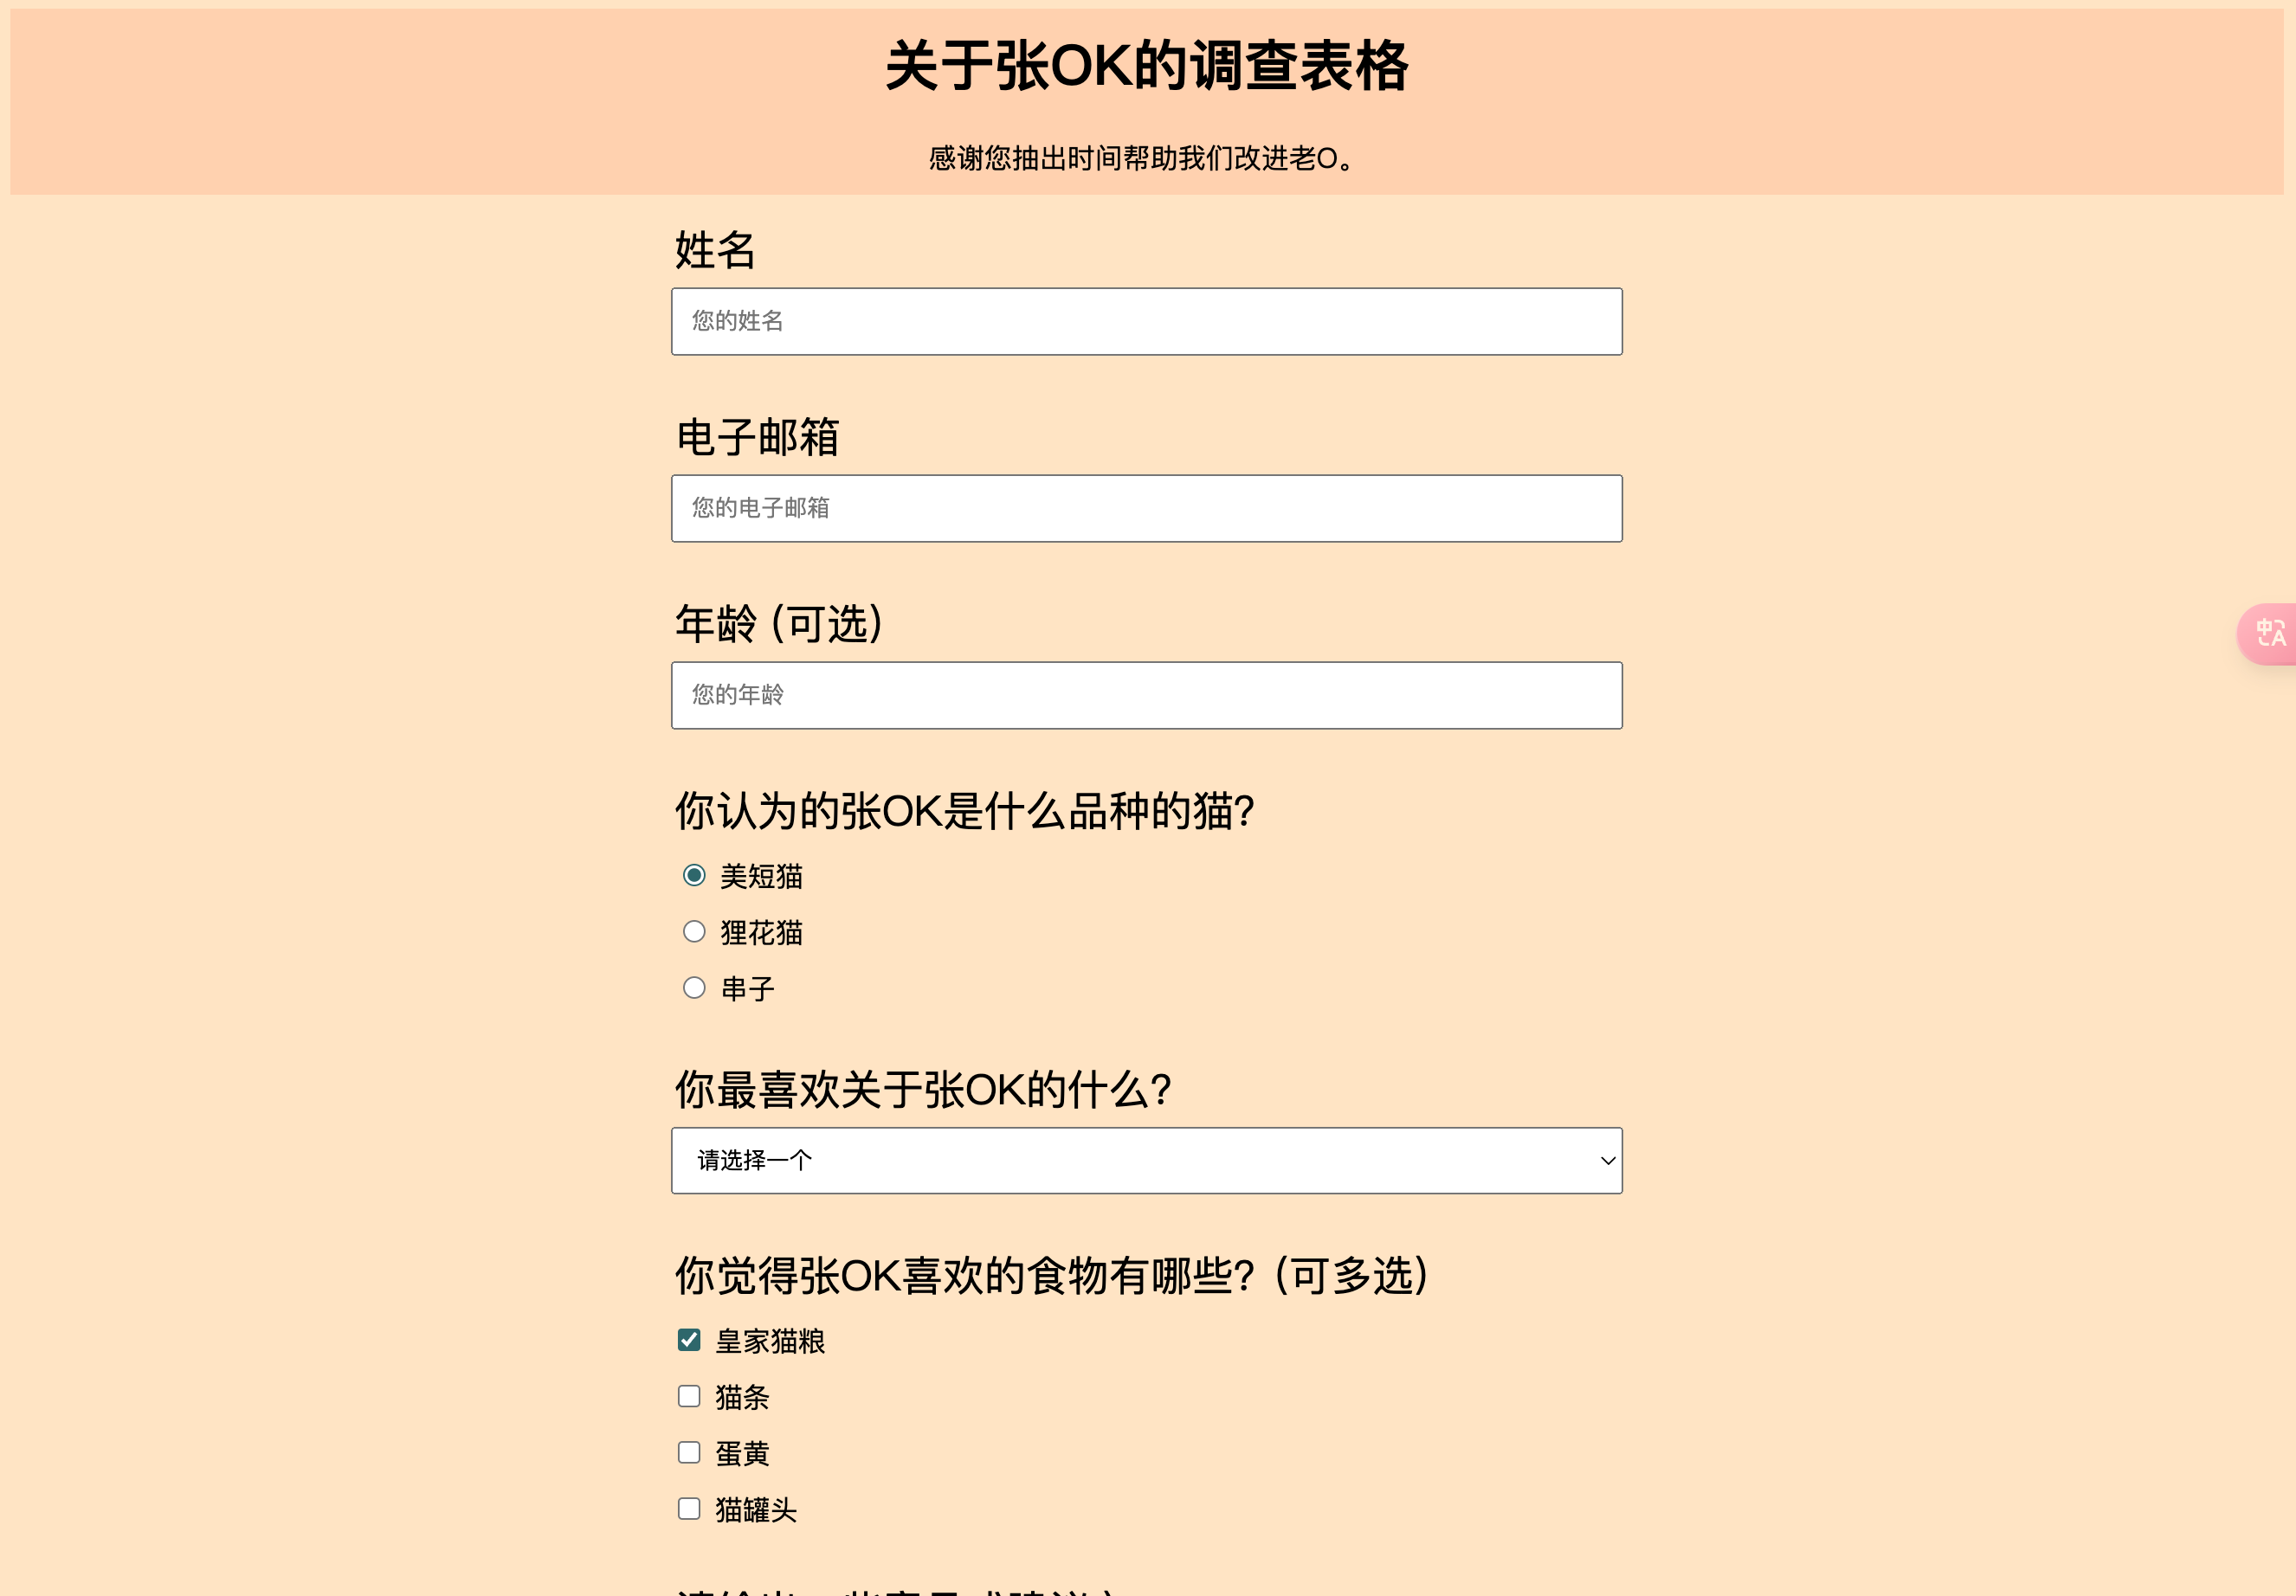 关于张OK的调查表格
感谢您抽出时间帮助我们改进老O。
姓名
您的姓名
电子邮箱
您的电子邮箱
年龄 (可选)
您的年龄
你认为的张OK是什么品种的猫?
美短猫
狸花猫
串子
你最喜欢关于张OK的什么?
请选择一个
你觉得张OK喜欢的食物有哪些? (可多选)
皇家猫粮
猫条
蛋黄
猫罐头